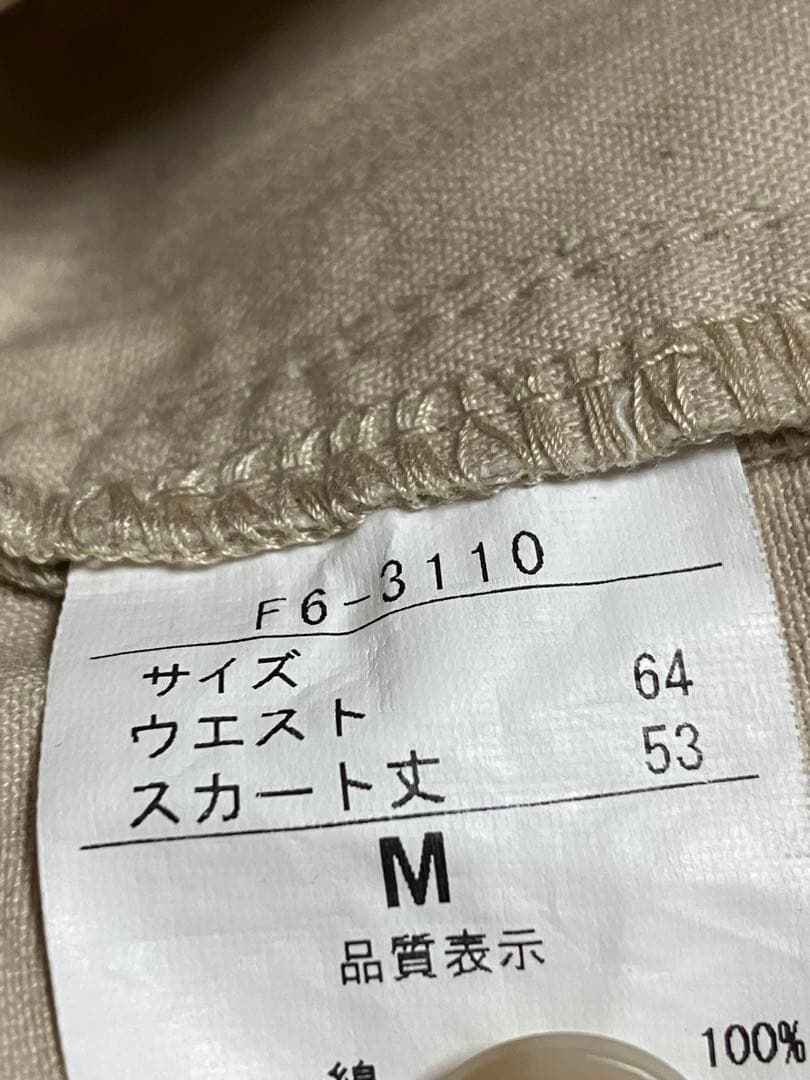 F6-3110
サイズ
ウエスト 64
スカート丈 53
M
品質表示
綿 100%